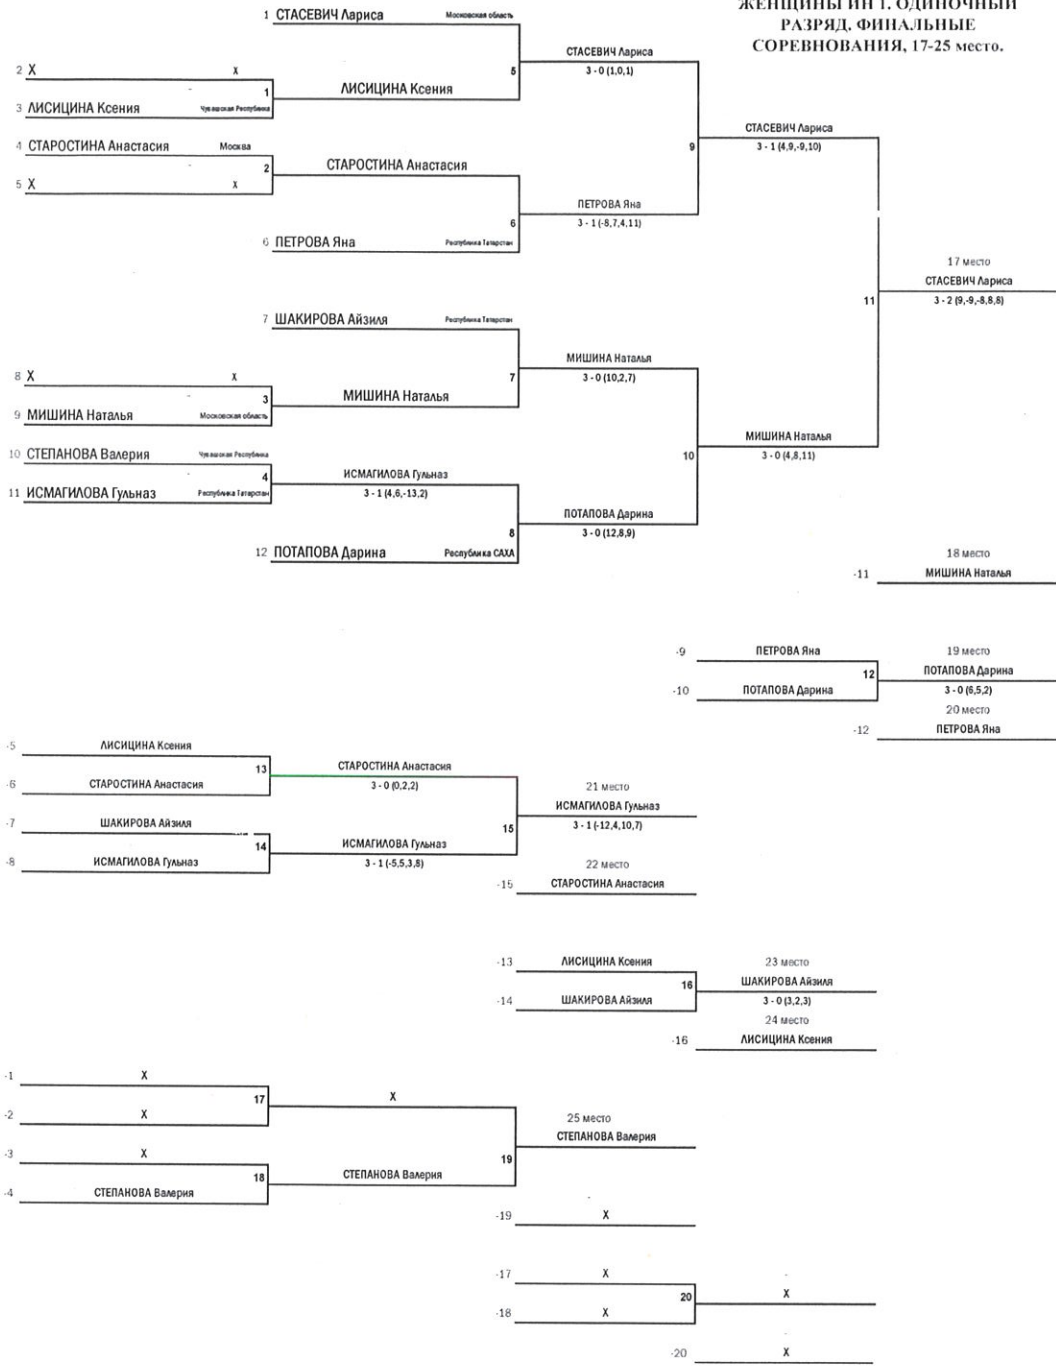 ЖЕНЩИНЫ ИН 1. ОДИНОЧНЫЙ
РАЗРЯД. ФИНАЛЬНЫЕ
СОРЕВНОВАНИЯ, 17-25 место.
1 СТАСЕВИЧ Лариса Московская область
СТАСЕВИЧ Лариса
5 3 - 0 (1,0,1)
2 X X
1 ЛИСИЦИНА Ксения
3 ЛИСИЦИНА Ксения Чувашская Республика
СТАСЕВИЧ Лариса
9 3 - 1 (4,9,-9,10)
4 СТАРОСТИНА Анастасия Москва
2 СТАРОСТИНА Анастасия
5 X X
ПЕТРОВА Яна
6 3 - 1 (-8,7,4,11)
6 ПЕТРОВА Яна Республика Татарстан
17 место
СТАСЕВИЧ Лариса
11 3 - 2 (9,-9,-8,8,8)
7 ШАКИРОВА Айзиля Республика Татарстан
МИШИНА Наталья
7 3 - 0 (10,2,7)
8 X X
3 МИШИНА Наталья
9 МИШИНА Наталья Московская область
МИШИНА Наталья
10 3 - 0 (4,8,11)
10 СТЕПАНОВА Валерия Чувашская Республика
4 ИСМАГИЛОВА Гульназ
3 - 1 (4,6,-13,2)
11 ИСМАГИЛОВА Гульназ Республика Татарстан
ПОТАПОВА Дарина
8 3 - 0 (12,8,9)
12 ПОТАПОВА Дарина Республика САХА
18 место
-11 МИШИНА Наталья
-9 ПЕТРОВА Яна 19 место
12 ПОТАПОВА Дарина
-10 ПОТАПОВА Дарина 3 - 0 (6,5,2)
20 место
-12 ПЕТРОВА Яна
-5 ЛИСИЦИНА Ксения
13 СТАРОСТИНА Анастасия
-6 СТАРОСТИНА Анастасия 3 - 0 (0,2,2)
21 место
ИСМАГИЛОВА Гульназ
-7 ШАКИРОВА Айзиля 15 3 - 1 (-12,4,10,7)
14 ИСМАГИЛОВА Гульназ
-8 ИСМАГИЛОВА Гульназ 3 - 1 (-5,5,3,8)
22 место
-15 СТАРОСТИНА Анастасия
-13 ЛИСИЦИНА Ксения 23 место
16 ШАКИРОВА Айзиля
-14 ШАКИРОВА Айзиля 3 - 0 (3,2,3)
24 место
-16 ЛИСИЦИНА Ксения
-1 X
17 X
-2 X
25 место
СТЕПАНОВА Валерия
-3 X 19
18 СТЕПАНОВА Валерия
-4 СТЕПАНОВА Валерия
-19 X
-17 X
20 X
-18 X
-20 X